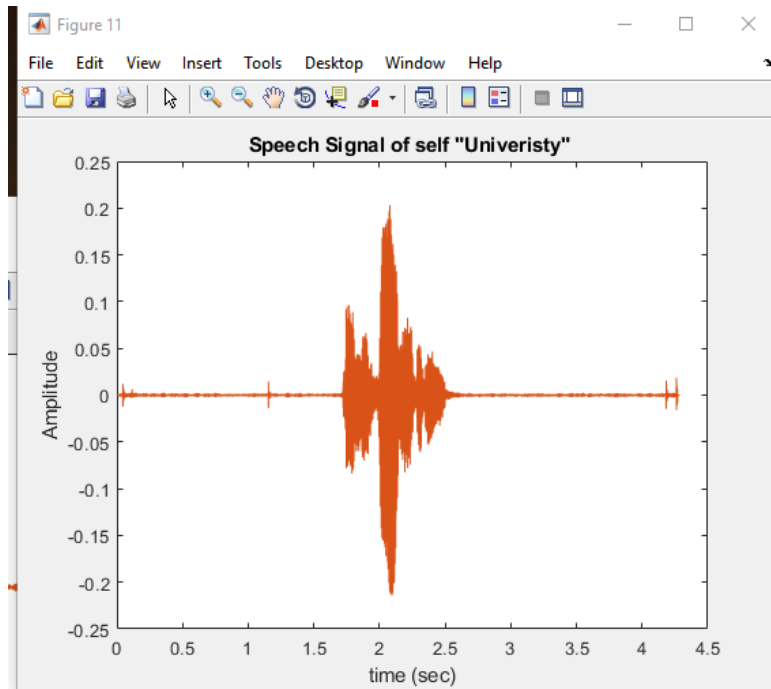 Figure 11
File Edit View Insert Tools Desktop Window Help
Speech Signal of self "Univeristy"
0.25
0.2
0.15
0.1
0.05
0
-0.05
-0.1
-0.15
-0.2
-0.25
Amplitude
0 0.5 1 1.5 2 2.5 3 3.5 4 4.5
time (sec)